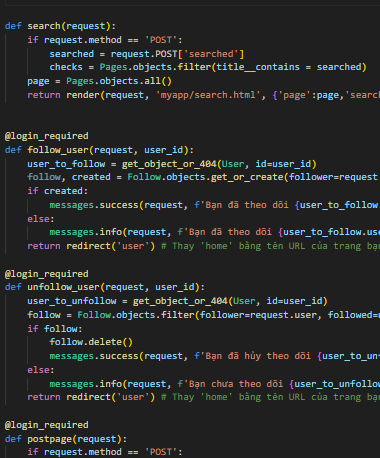 def search(request):
    if request.method == 'POST':
        searched = request.POST['searched']
        checks = Pages.objects.filter(title__contains = searched)
    page = Pages.objects.all()
    return render(request, 'myapp/search.html', {'page':page,'sear
@login_required
def follow_user(request, user_id):
    user_to_follow = get_object_or_404(User, id=user_id)
    follow, created = Follow.objects.get_or_create(follower=request
    if created:
        messages.success(request, f'Bạn đã theo dõi {user_to_follow.
    else:
        messages.info(request, f'Bạn đã theo dõi {user_to_follow.use
    return redirect('user') # Thay 'home' bằng tên URL của trang bạ
@login_required
def unfollow_user(request, user_id):
    user_to_unfollow = get_object_or_404(User, id=user_id)
    follow = Follow.objects.filter(follower=request.user, followed=u
    if follow:
        follow.delete()
        messages.success(request, f'Bạn đã hủy theo dõi {user_to_un
    else:
        messages.info(request, f'Bạn chưa theo dõi {user_to_unfollow
    return redirect('user') # Thay 'home' bằng tên URL của trang bạ
@login_required
def postpage(request):
    if request.method == 'POST':